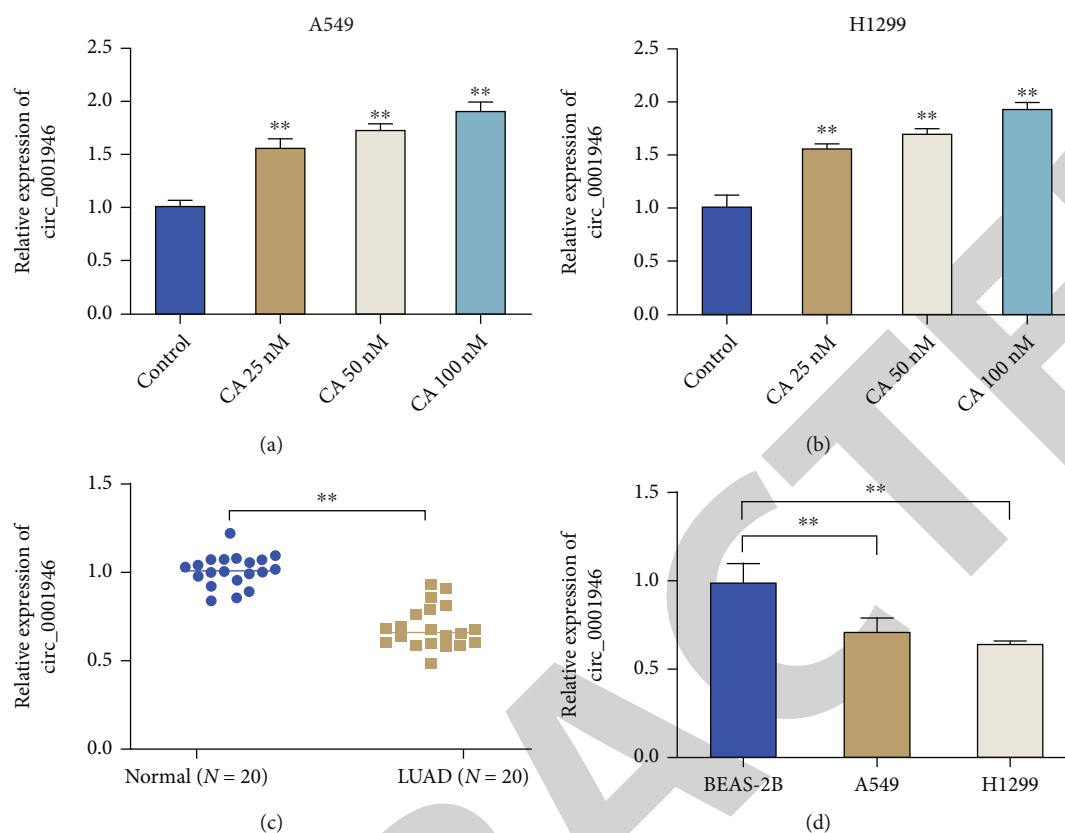 A549
Relative expression of
circ_0001946
2.5
2.0
1.5
1.0
0.5
0.0
**
**
**
Control
CA 25 nM
CA 50 nM
CA 100 nM
(a)
H1299
Relative expression of
circ_0001946
2.5
2.0
1.5
1.0
0.5
0.0
**
**
**
Control
CA 25 nM
CA 50 nM
CA 100 nM
(b)
Relative expression of
circ_0001946
1.5
1.0
0.5
0.0
**
Normal (N = 20)
LUAD (N = 20)
(c)
Relative expression of
circ_0001946
1.5
1.0
0.5
0.0
**
**
BEAS-2B
A549
H1299
(d)